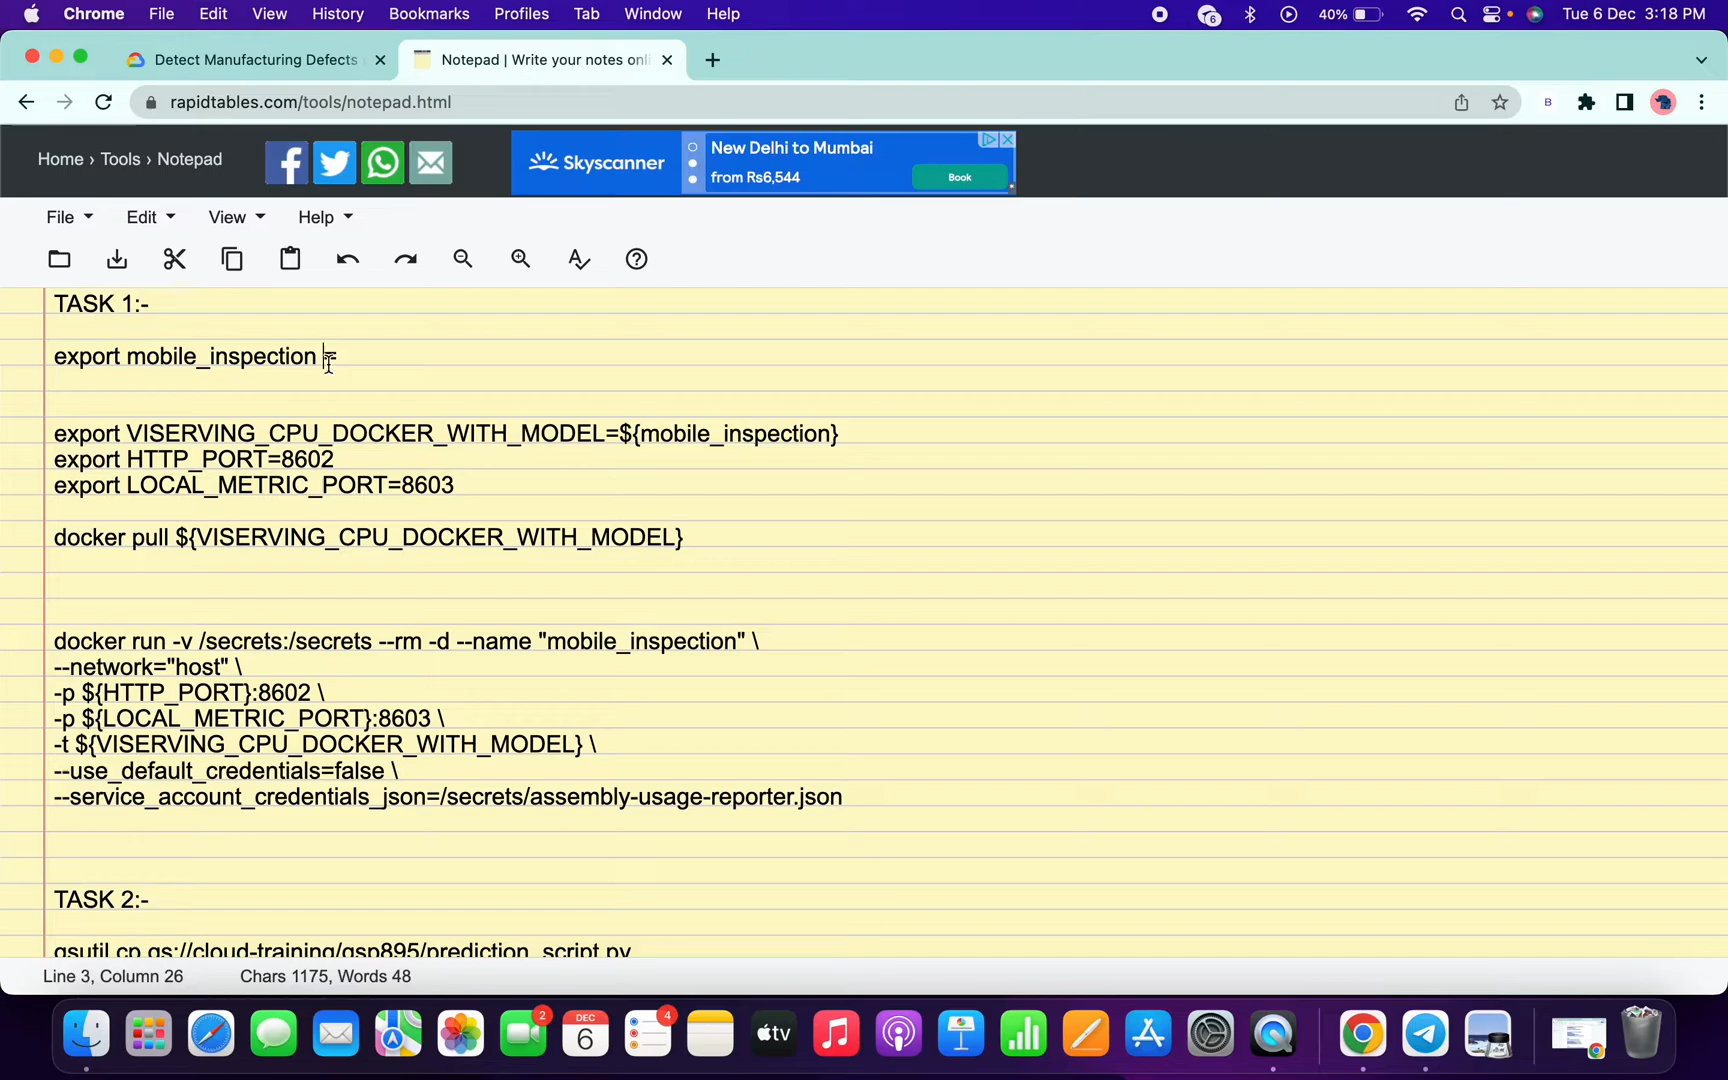 Chrome File Edit View History Bookmarks Profiles Tab Window Help 6 40% Tue 6 Dec 3:18 PM
Detect Manufacturing Defects Notepad | Write your notes onli
rapidtables.com/tools/notepad.html B
Home › Tools › Notepad
Skyscanner
New Delhi to Mumbai
from Rs6,544
Book
File Edit View Help
TASK 1:-
export mobile_inspection =
export VISERVING_CPU_DOCKER_WITH_MODEL=${mobile_inspection}
export HTTP_PORT=8602
export LOCAL_METRIC_PORT=8603
docker pull ${VISERVING_CPU_DOCKER_WITH_MODEL}
docker run -v /secrets:/secrets --rm -d --name "mobile_inspection" \
--network="host" \
-p ${HTTP_PORT}:8602 \
-p ${LOCAL_METRIC_PORT}:8603 \
-t ${VISERVING_CPU_DOCKER_WITH_MODEL} \
--use_default_credentials=false \
--service_account_credentials_json=/secrets/assembly-usage-reporter.json
TASK 2:-
gsutil cp gs://cloud-training/gsp895/prediction_script.py
Line 3, Column 26 Chars 1175, Words 48
2
DEC
6
4
tv